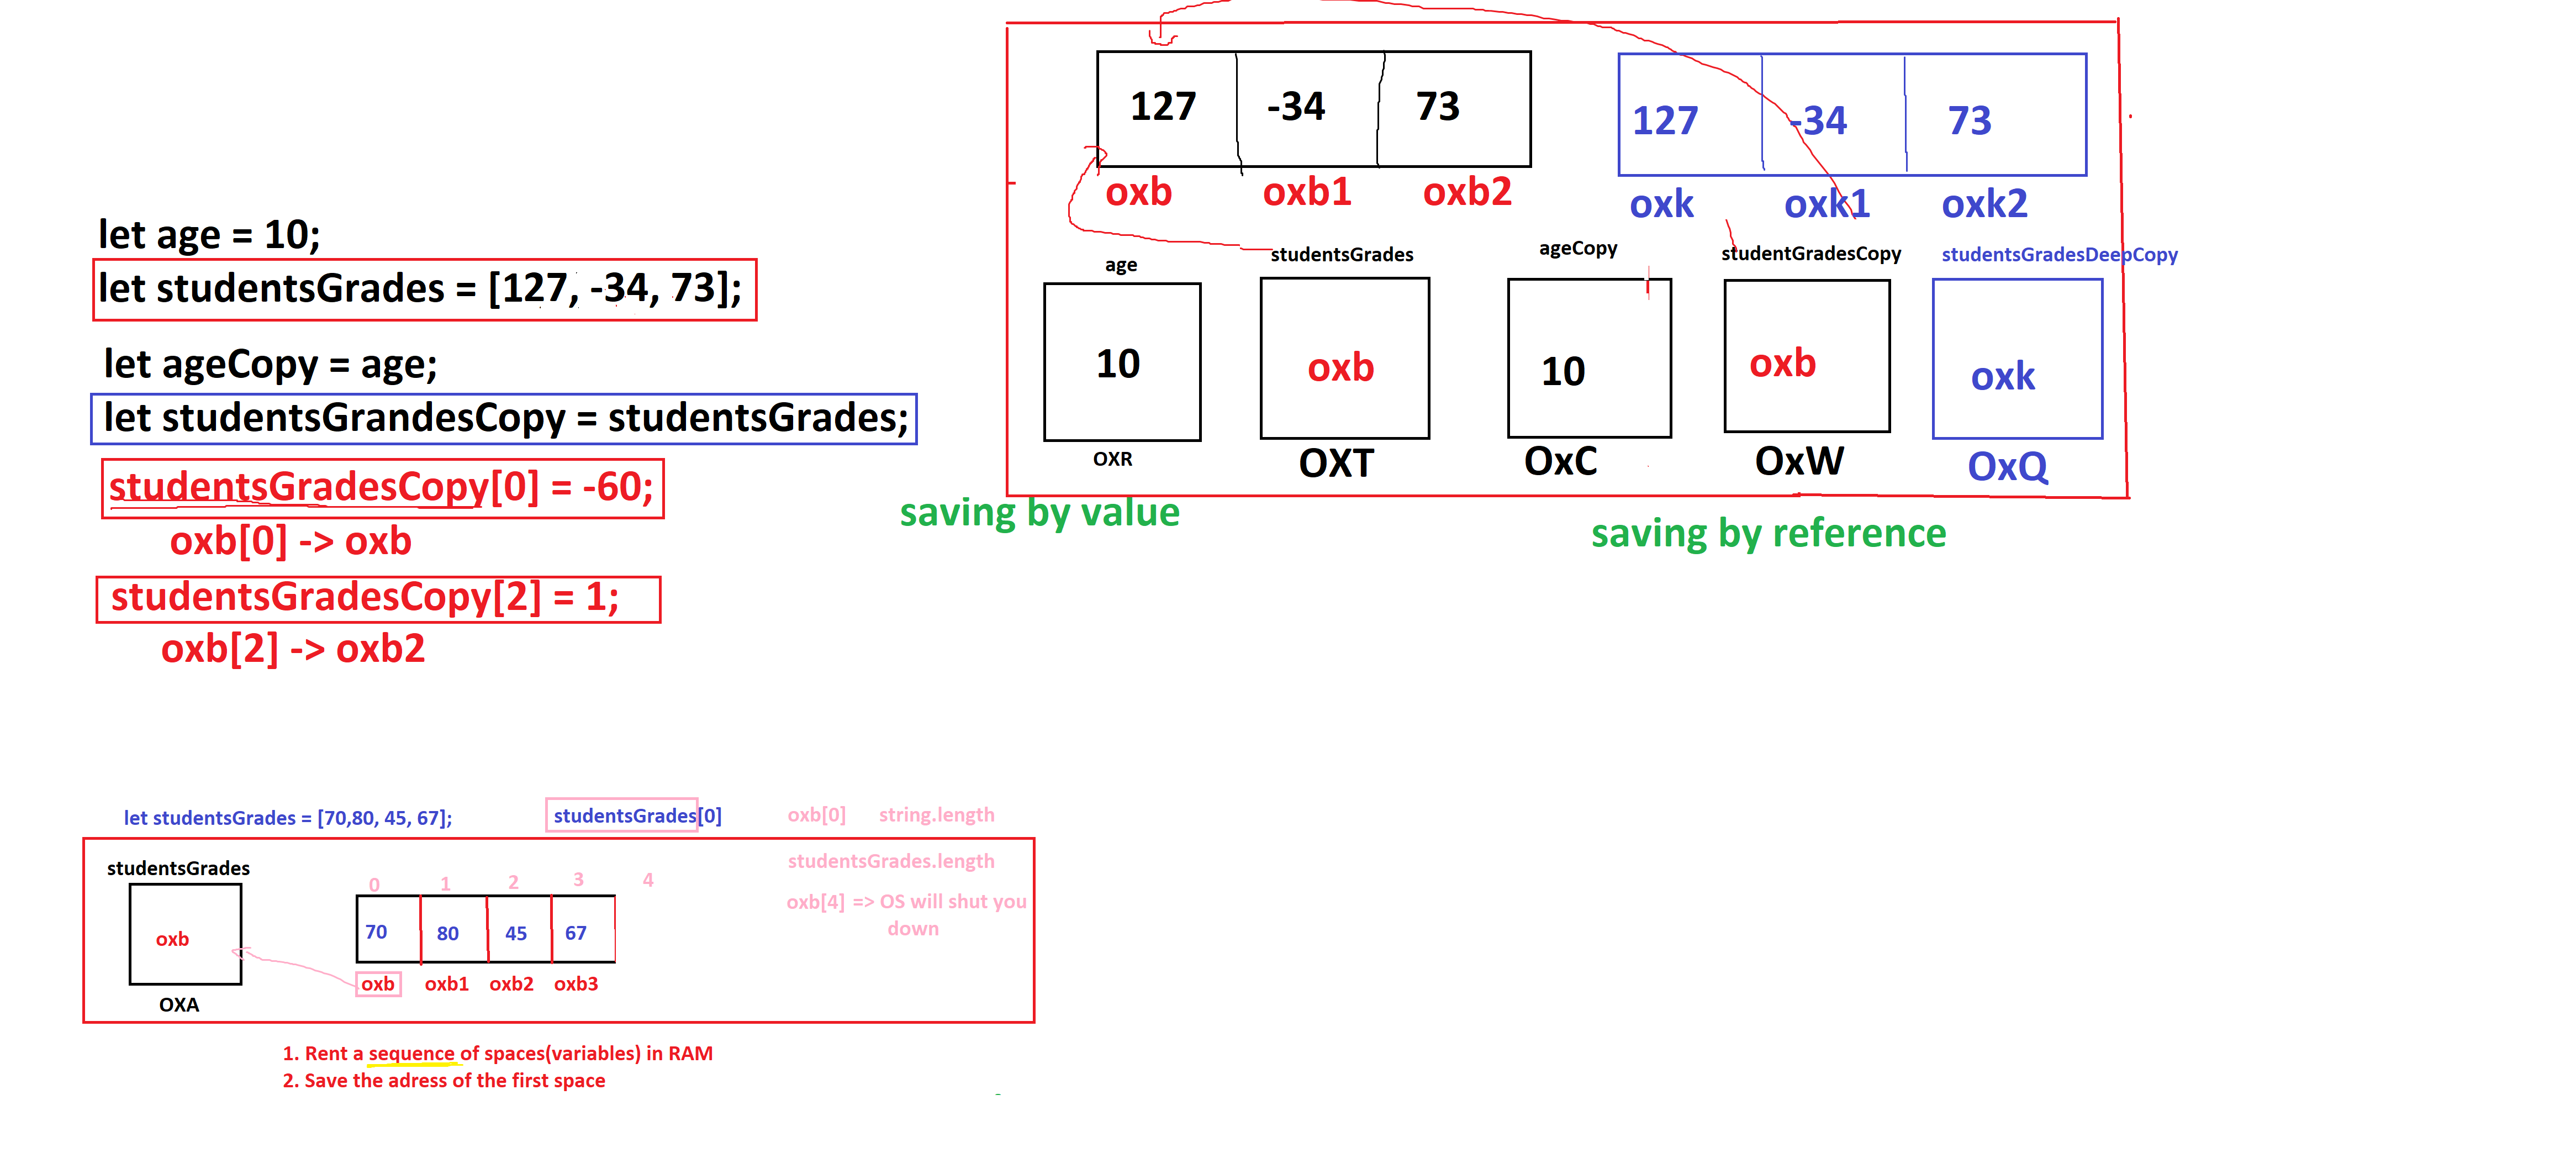 let age = 10;
let studentsGrades = [127, -34, 73];
let ageCopy = age;
let studentsGrandesCopy = studentsGrades;
studentsGradesCopy[0] = -60;
oxb[0] -> oxb
studentsGradesCopy[2] = 1;
oxb[2] -> oxb2
127 -34 73
oxb oxb1 oxb2
127 -34 73
oxk oxk1 oxk2
age studentsGrades ageCopy studentGradesCopy studentsGradesDeepCopy
10 oxb 10 oxb oxk
OXR OXT OxC OxW OxQ
saving by value
saving by reference
let studentsGrades = [70,80, 45, 67];
studentsGrades[0]
oxb[0] string.length
studentsGrades.length
oxb[4] => OS will shut you
down
studentsGrades
oxb
OXA
0 1 2 3 4
70 80 45 67
oxb oxb1 oxb2 oxb3
1. Rent a sequence of spaces(variables) in RAM
2. Save the adress of the first space